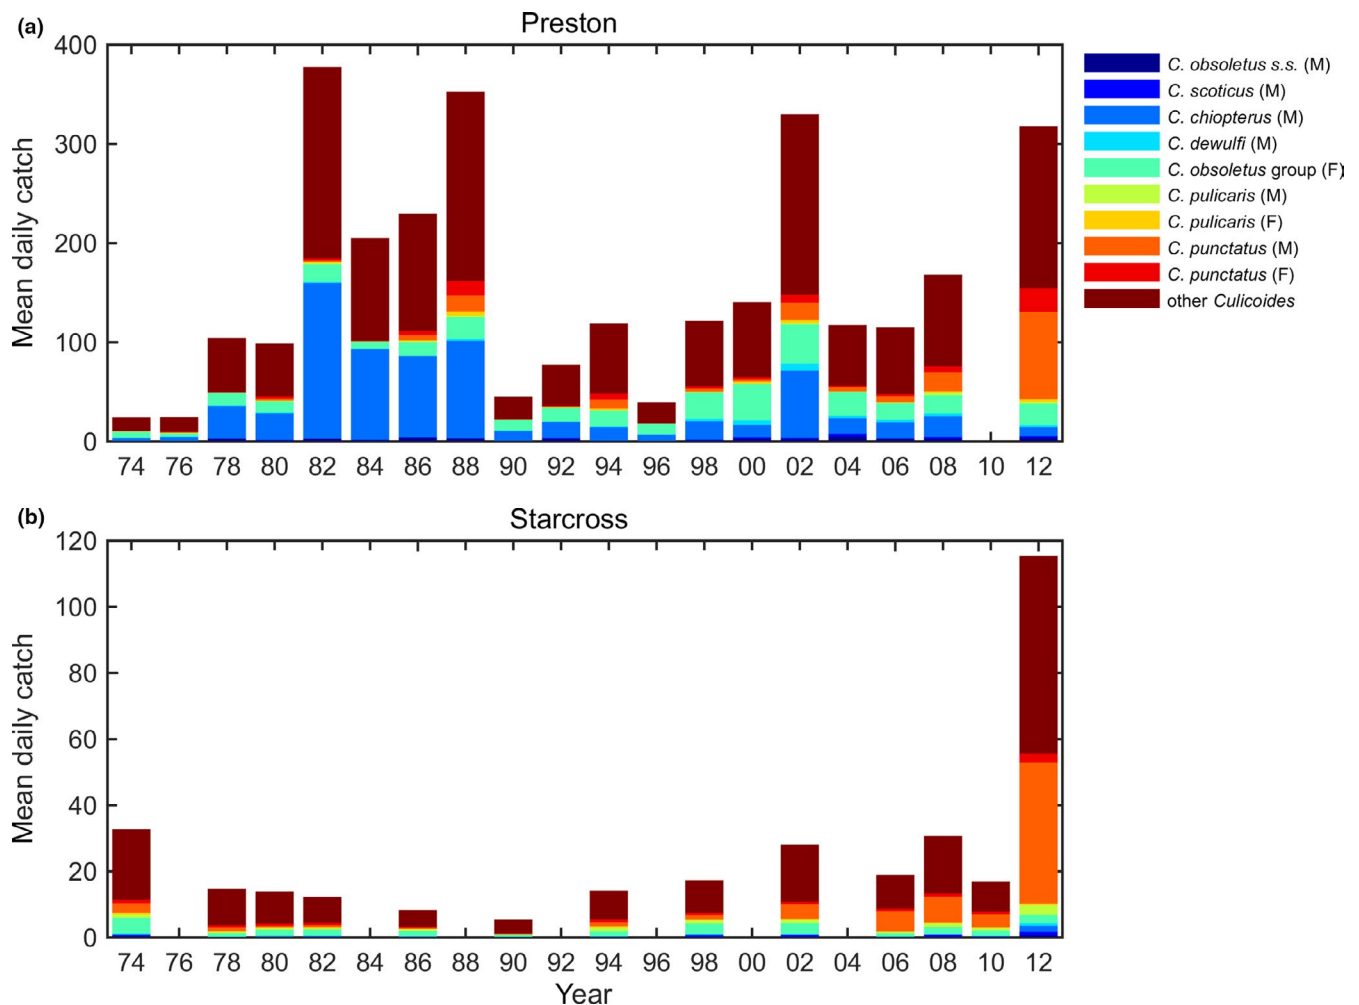 (a)
Preston
400
300
200
100
0
Mean daily catch
74 76 78 80 82 84 86 88 90 92 94 96 98 00 02 04 06 08 10 12
C. obsoletus s.s. (M)
C. scoticus (M)
C. chiopterus (M)
C. dewulfi (M)
C. obsoletus group (F)
C. pulicaris (M)
C. pulicaris (F)
C. punctatus (M)
C. punctatus (F)
other Culicoides
(b)
Starcross
120
100
80
60
40
20
0
Mean daily catch
74 76 78 80 82 84 86 88 90 92 94 96 98 00 02 04 06 08 10 12
Year